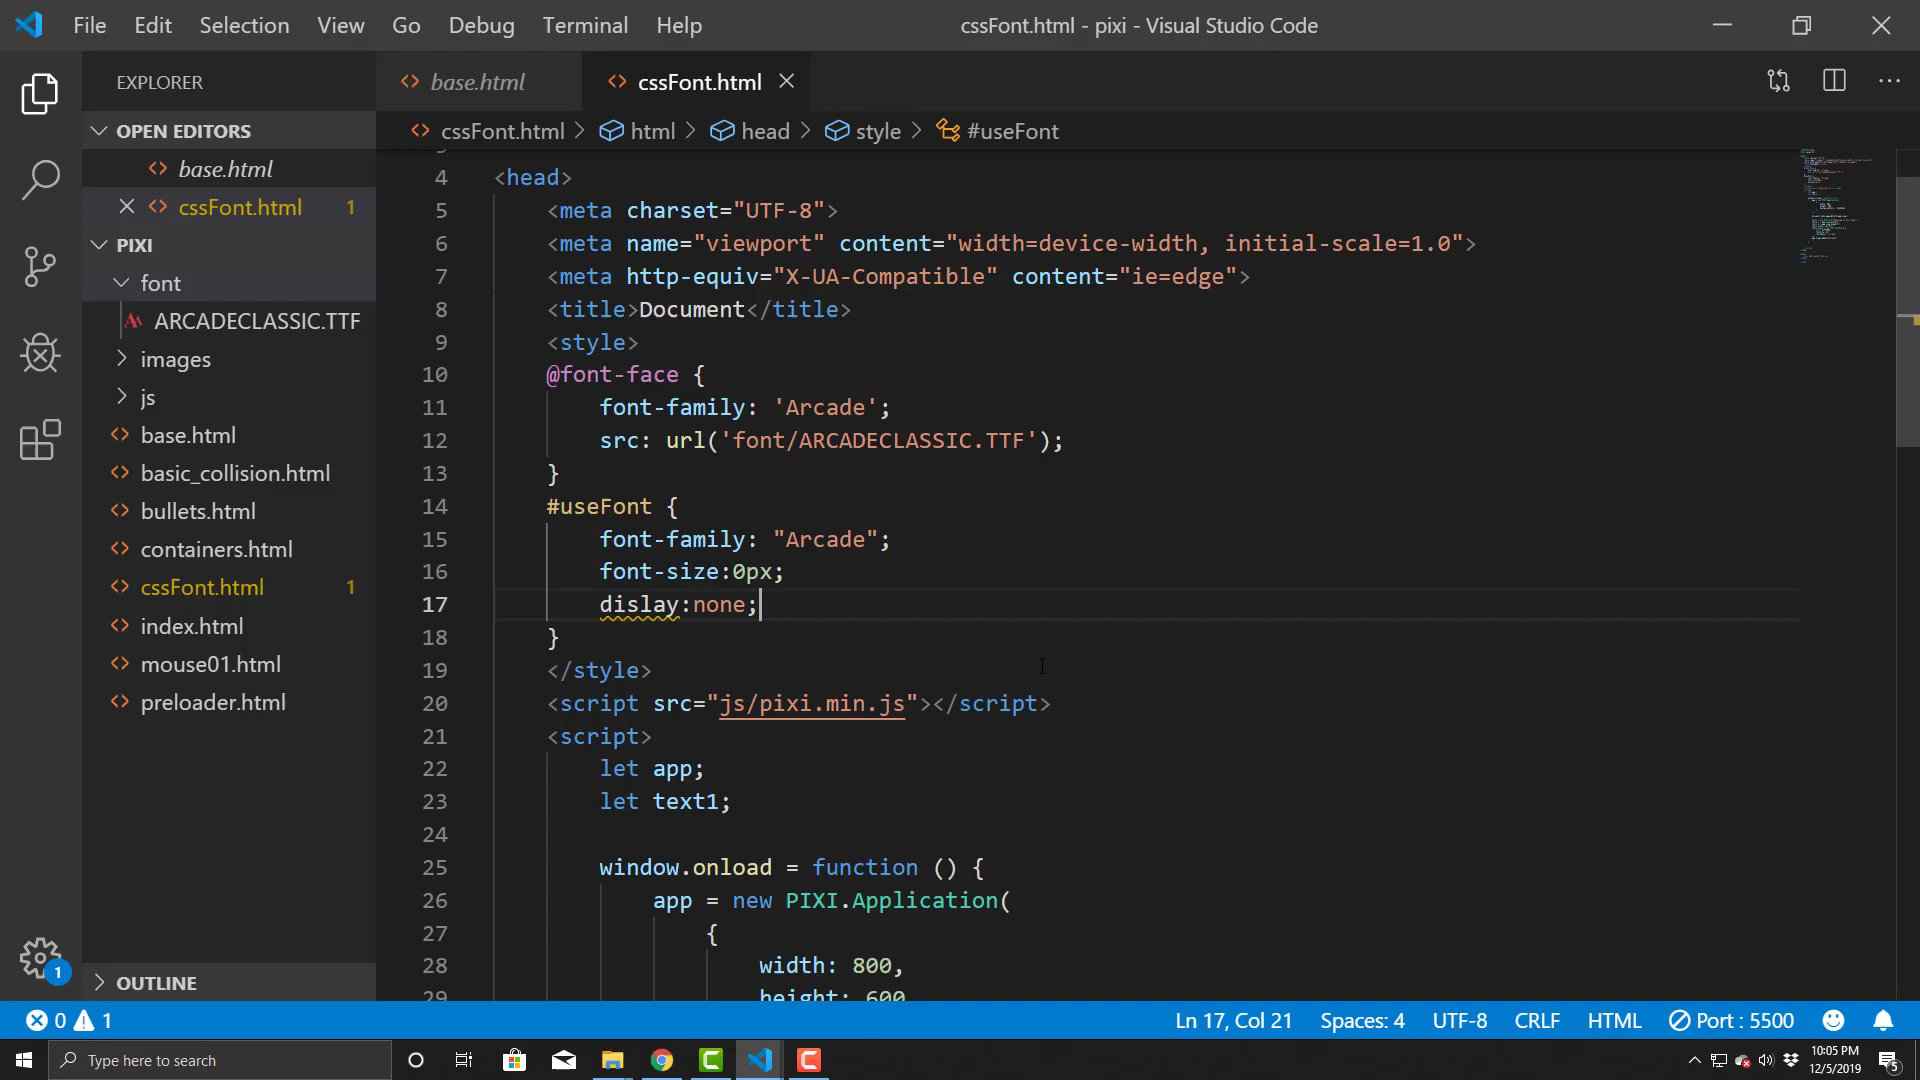 File Edit Selection View Go Debug Terminal Help cssFont.html - pixi - Visual Studio Code
EXPLORER
OPEN EDITORS
base.html
cssFont.html 1
PIXI
font
ARCADECLASSIC.TTF
images
js
base.html
basic_collision.html
bullets.html
containers.html
cssFont.html 1
index.html
mouse01.html
preloader.html
OUTLINE
base.html cssFont.html
cssFont.html > html > head > style > #useFont
4 <head>
5 <meta charset="UTF-8">
6 <meta name="viewport" content="width=device-width, initial-scale=1.0">
7 <meta http-equiv="X-UA-Compatible" content="ie=edge">
8 <title>Document</title>
9 <style>
10 @font-face {
11 font-family: 'Arcade';
12 src: url('font/ARCADECLASSIC.TTF');
13 }
14 #useFont {
15 font-family: "Arcade";
16 font-size:0px;
17 dislay:none;
18 }
19 </style>
20 <script src="js/pixi.min.js"></script>
21 <script>
22 let app;
23 let text1;
24
25 window.onload = function () {
26 app = new PIXI.Application(
27 {
28 width: 800,
29 height: 600
1
0 1 Ln 17, Col 21 Spaces: 4 UTF-8 CRLF HTML Port : 5500
Type here to search
10:05 PM
12/5/2019
5